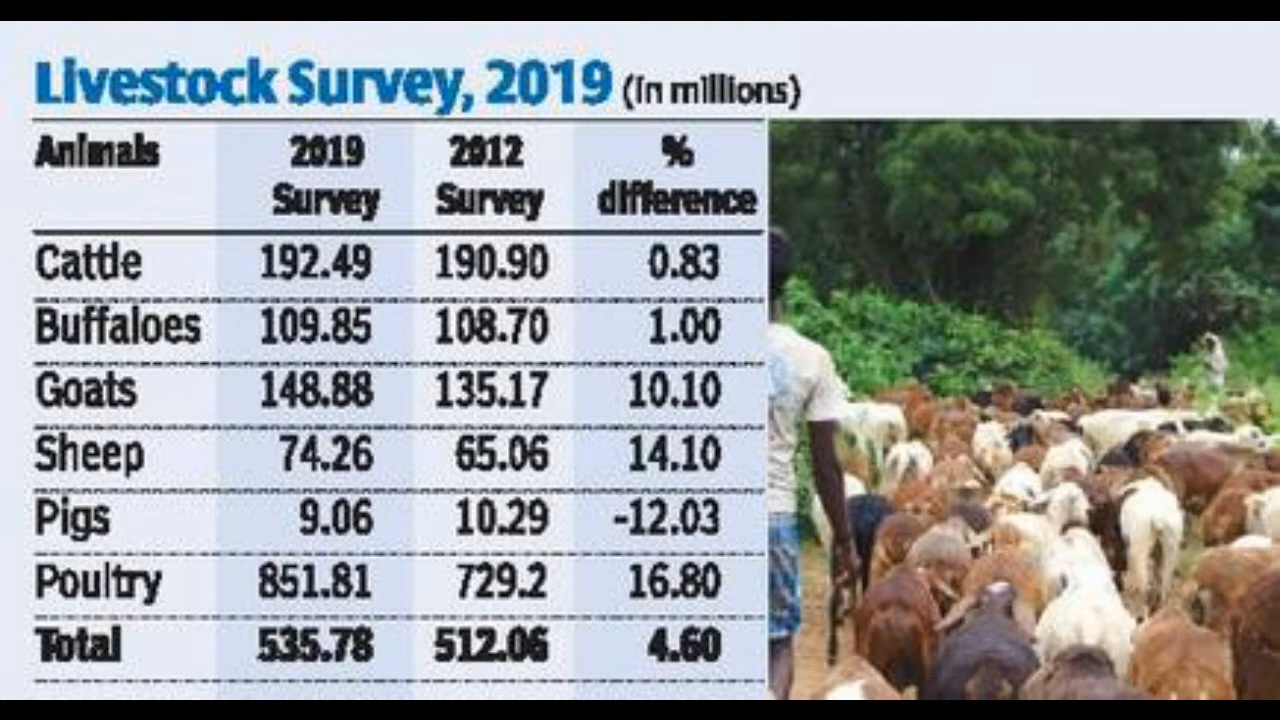 Livestock Survey, 2019 (in millions)
Animals 2019 Survey 2012 Survey % difference
Cattle 192.49 190.90 0.83
Buffaloes 109.85 108.70 1.00
Goats 148.88 135.17 10.10
Sheep 74.26 65.06 14.10
Pigs 9.06 10.29 -12.03
Poultry 851.81 729.2 16.80
Total 535.78 512.06 4.60